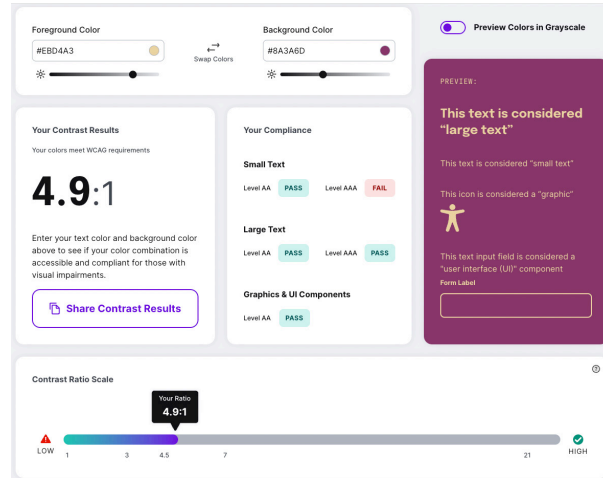 Foreground Color
#EBD4A3
Swap Colors
Background Color
#8A3A6D
Preview Colors in Grayscale
Your Contrast Results
Your colors meet WCAG requirements
4.9:1
Enter your text color and background color
above to see if your color combination is
accessible and compliant for those with
visual impairments.
Share Contrast Results
Your Compliance
Small Text
Level AA PASS Level AAA FAIL
Large Text
Level AA PASS Level AAA PASS
Graphics & UI Components
Level AA PASS
PREVIEW:
This text is considered
“large text”
This text is considered “small text”
This icon is considered a “graphic”
This text input field is considered a
“user interface (UI)” component
Form Label
Contrast Ratio Scale
Your Ratio
4.9:1
LOW 1 3 4.5 7 21 HIGH